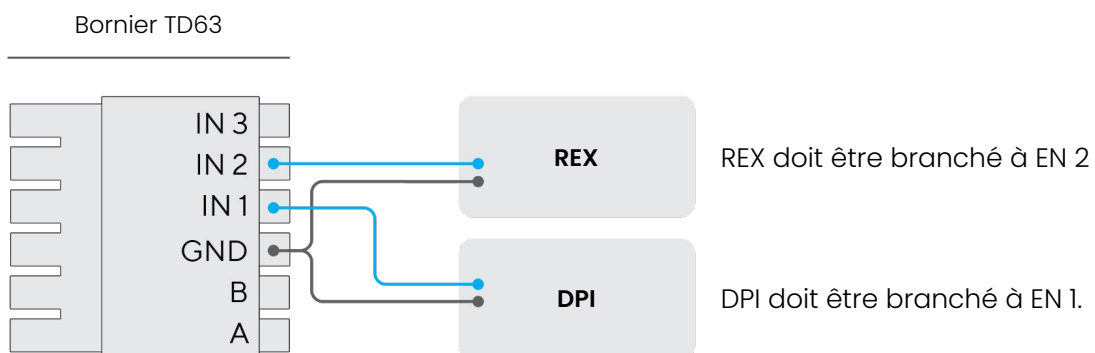 Bornier TD63
IN 3
IN 2
IN 1
GND
B
A
REX
REX doit être branché à EN 2
DPI
DPI doit être branché à EN 1.